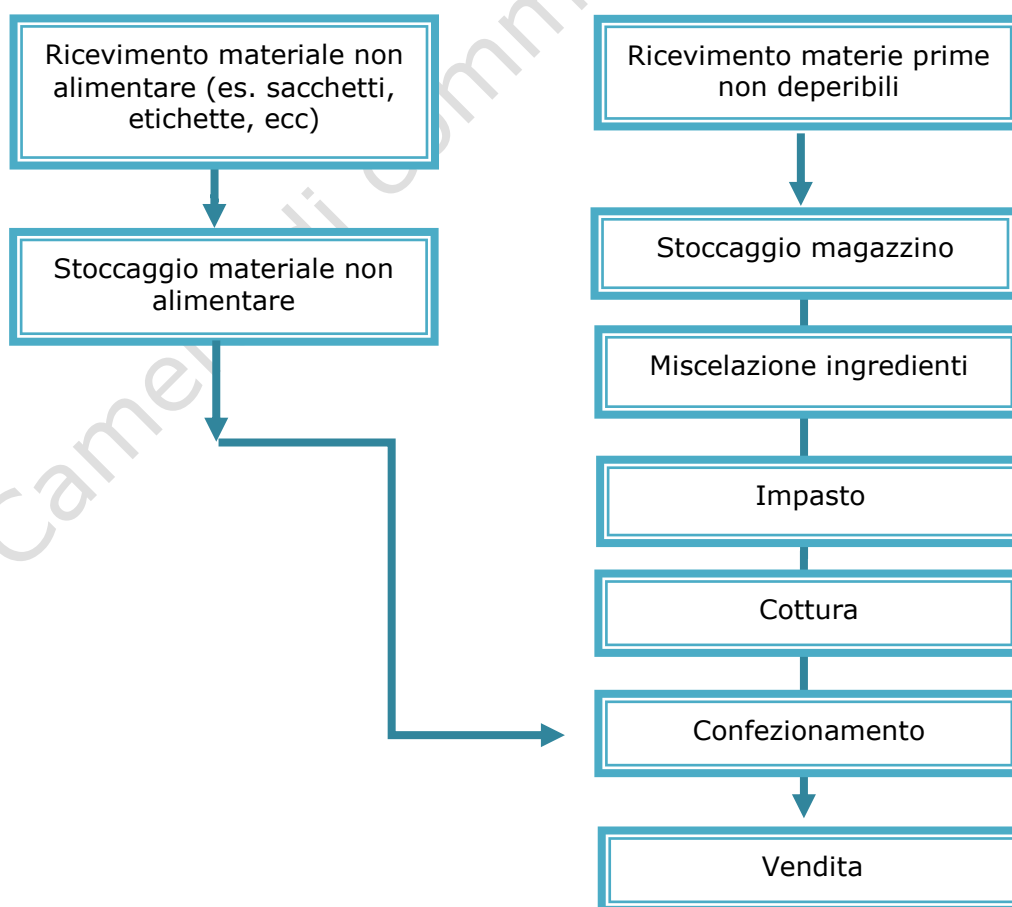 Ricevimento materiale non
alimentare (es. sacchetti,
etichette, ecc)
Stoccaggio materiale non
alimentare
Ricevimento materie prime
non deperibili
Stoccaggio magazzino
Miscelazione ingredienti
Impasto
Cottura
Confezionamento
Vendita